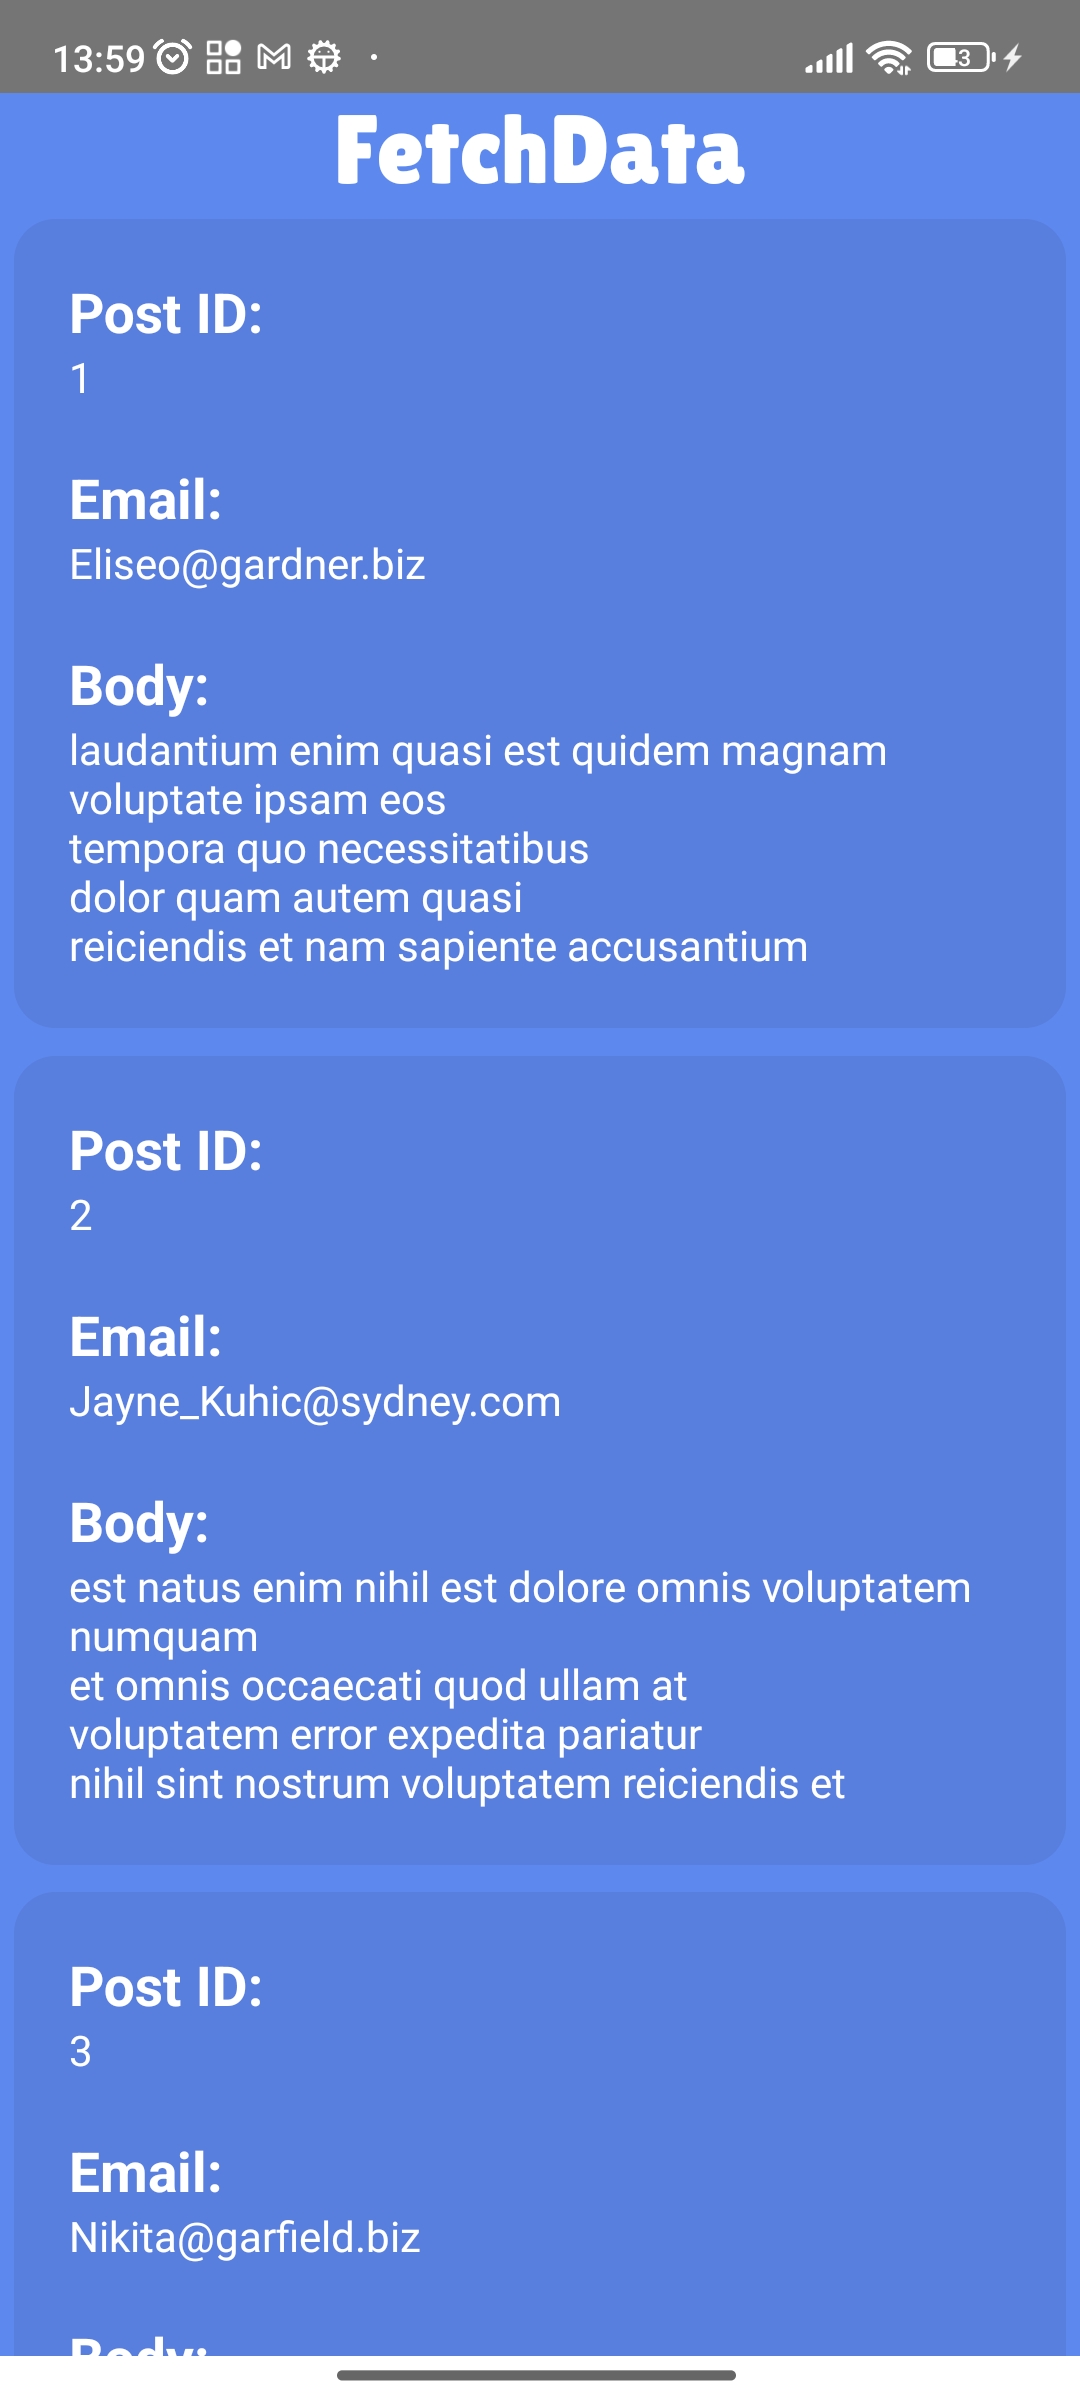 13:59
FetchData
Post ID:
1
Email:
Eliseo@gardner.biz
Body:
laudantium enim quasi est quidem magnam
voluptate ipsam eos
tempora quo necessitatibus
dolor quam autem quasi
reiciendis et nam sapiente accusantium
Post ID:
2
Email:
Jayne_Kuhic@sydney.com
Body:
est natus enim nihil est dolore omnis voluptatem
numquam
et omnis occaecati quod ullam at
voluptatem error expedita pariatur
nihil sint nostrum voluptatem reiciendis et
Post ID:
3
Email:
Nikita@garfield.biz
Body: